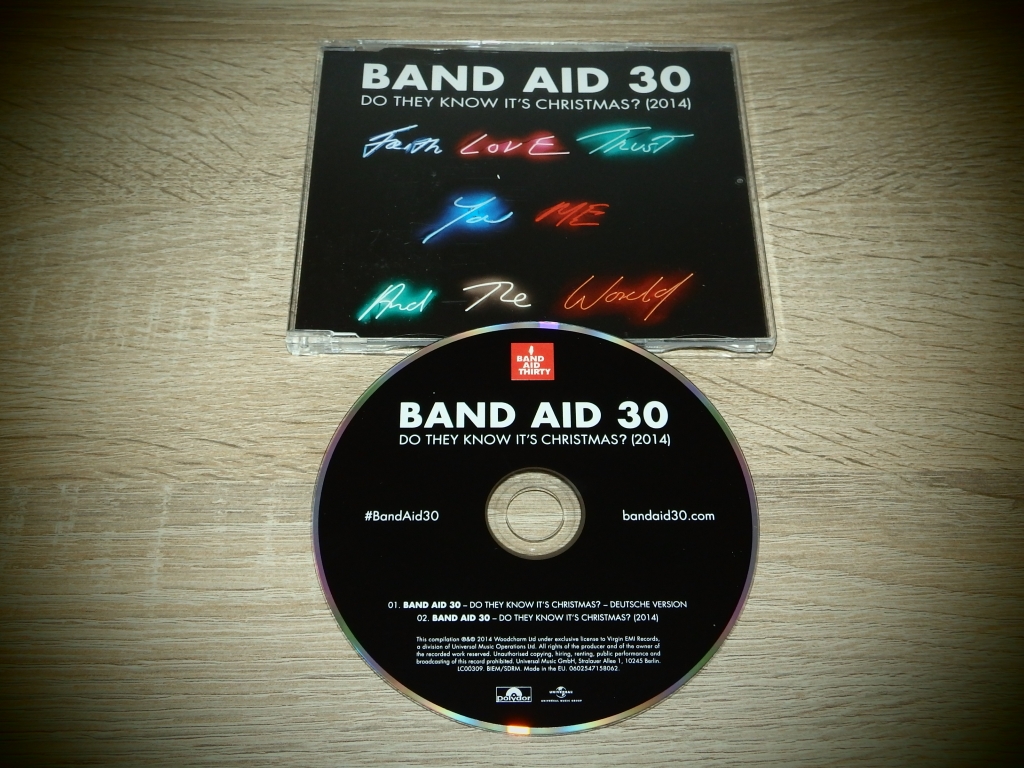 BAND AID 30
DO THEY KNOW IT'S CHRISTMAS? (2014)
Faith LOVE TRUST
You ME
And The World
BAND
AID
THIRTY
BAND AID 30
DO THEY KNOW IT'S CHRISTMAS? (2014)
#BandAid30 bandaid30.com
01. BAND AID 30 – DO THEY KNOW IT'S CHRISTMAS? – DEUTSCHE VERSION
02. BAND AID 30 – DO THEY KNOW IT'S CHRISTMAS? (2014)
This compilation ℗&© 2014 Woodcharm Ltd under exclusive license to Virgin EMI Records,
a division of Universal Music Operations Ltd. All rights of the producer and of the owner of
the recorded work reserved. Unauthorised copying, hiring, renting, public performance and
broadcasting of this record prohibited. Universal Music GmbH, Stralauer Allee 1, 10245 Berlin.
LC00309. BIEM/SDRM. Made in the EU. 0602547158062.
polydor UNIVERSAL
UNIVERSAL MUSIC GROUP